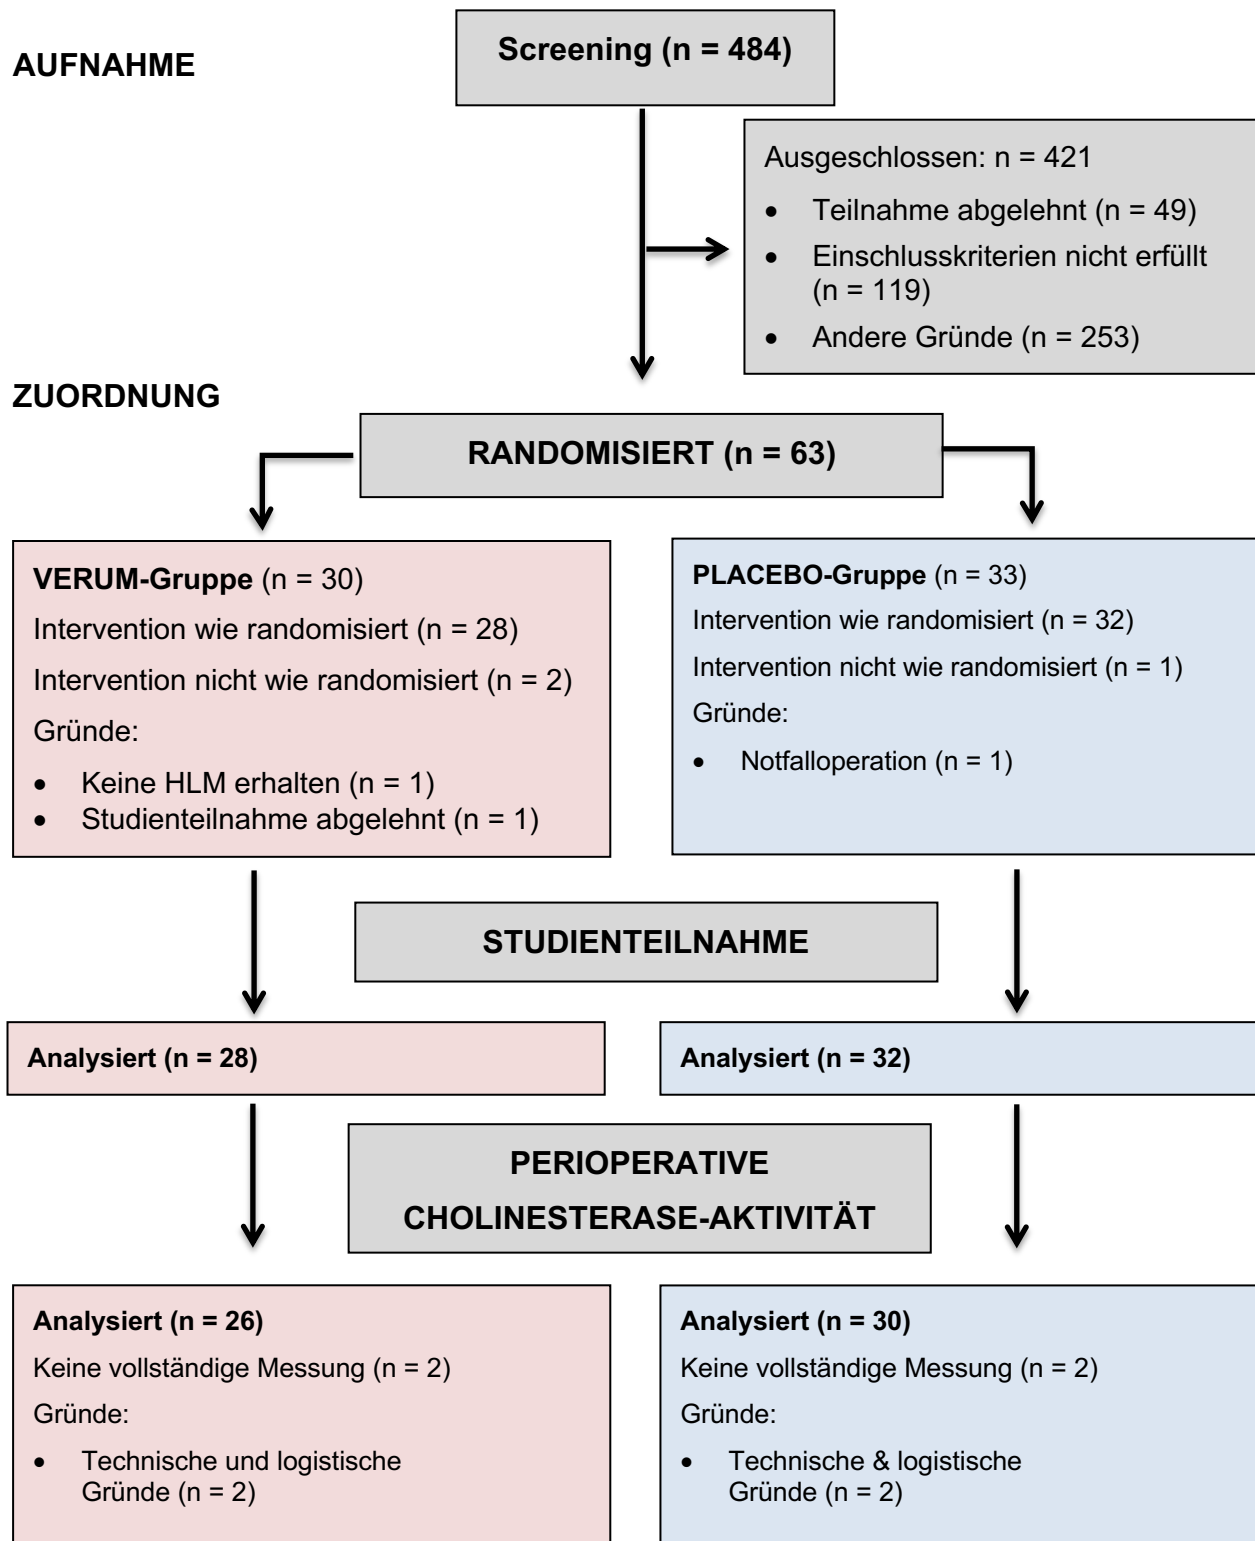 AUFNAHME
Screening (n = 484)
Ausgeschlossen: n = 421
• Teilnahme abgelehnt (n = 49)
• Einschlusskriterien nicht erfüllt
(n = 119)
• Andere Gründe (n = 253)
ZUORDNUNG
RANDOMISIERT (n = 63)
VERUM-Gruppe (n = 30)
Intervention wie randomisiert (n = 28)
Intervention nicht wie randomisiert (n = 2)
Gründe:
• Keine HLM erhalten (n = 1)
• Studienteilnahme abgelehnt (n = 1)
PLACEBO-Gruppe (n = 33)
Intervention wie randomisiert (n = 32)
Intervention nicht wie randomisiert (n = 1)
Gründe:
• Notfalloperation (n = 1)
STUDIENTEILNAHME
Analysiert (n = 28)
Analysiert (n = 32)
PERIOPERATIVE
CHOLINESTERASE-AKTIVITÄT
Analysiert (n = 26)
Keine vollständige Messung (n = 2)
Gründe:
• Technische und logistische
Gründe (n = 2)
Analysiert (n = 30)
Keine vollständige Messung (n = 2)
Gründe:
• Technische & logistische
Gründe (n = 2)